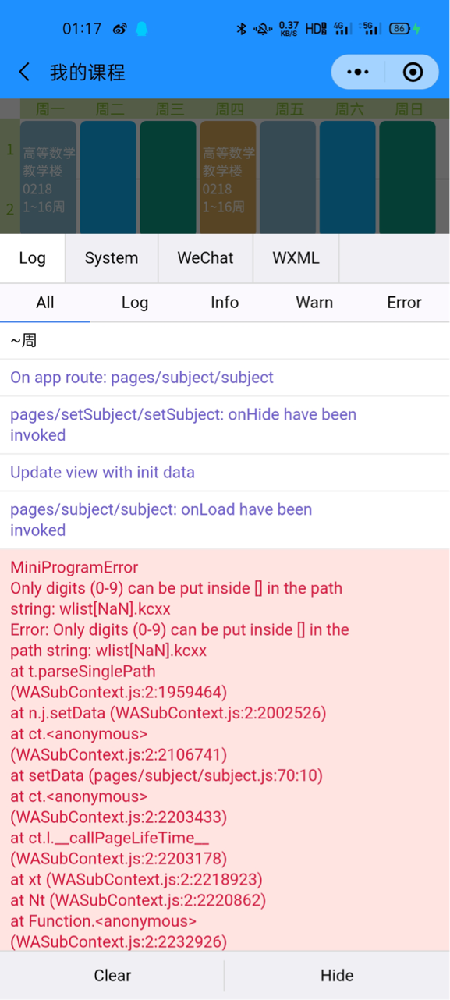 01:17 0.37 KB/S HD 4G 5G 86
我的课程
周一 周二 周三 周四 周五 周六 周日
1
高等数学 高等数学
教学楼 教学楼
0218 0218
2
1~16周 1~16周
Log System WeChat WXML
All Log Info Warn Error
~周
On app route: pages/subject/subject
pages/setSubject/setSubject: onHide have been
invoked
Update view with init data
pages/subject/subject: onLoad have been
invoked
MiniProgramError
Only digits (0-9) can be put inside [] in the path
string: wlist[NaN].kcxx
Error: Only digits (0-9) can be put inside [] in the
path string: wlist[NaN].kcxx
at t.parseSinglePath
(WASubContext.js:2:1959464)
at n.j.setData (WASubContext.js:2:2002526)
at ct.<anonymous>
(WASubContext.js:2:2106741)
at setData (pages/subject/subject.js:70:10)
at ct.<anonymous>
(WASubContext.js:2:2203433)
at ct.l.__callPageLifeTime__
(WASubContext.js:2:2203178)
at xt (WASubContext.js:2:2218923)
at Nt (WASubContext.js:2:2220862)
at Function.<anonymous>
(WASubContext.js:2:2232926)
Clear Hide